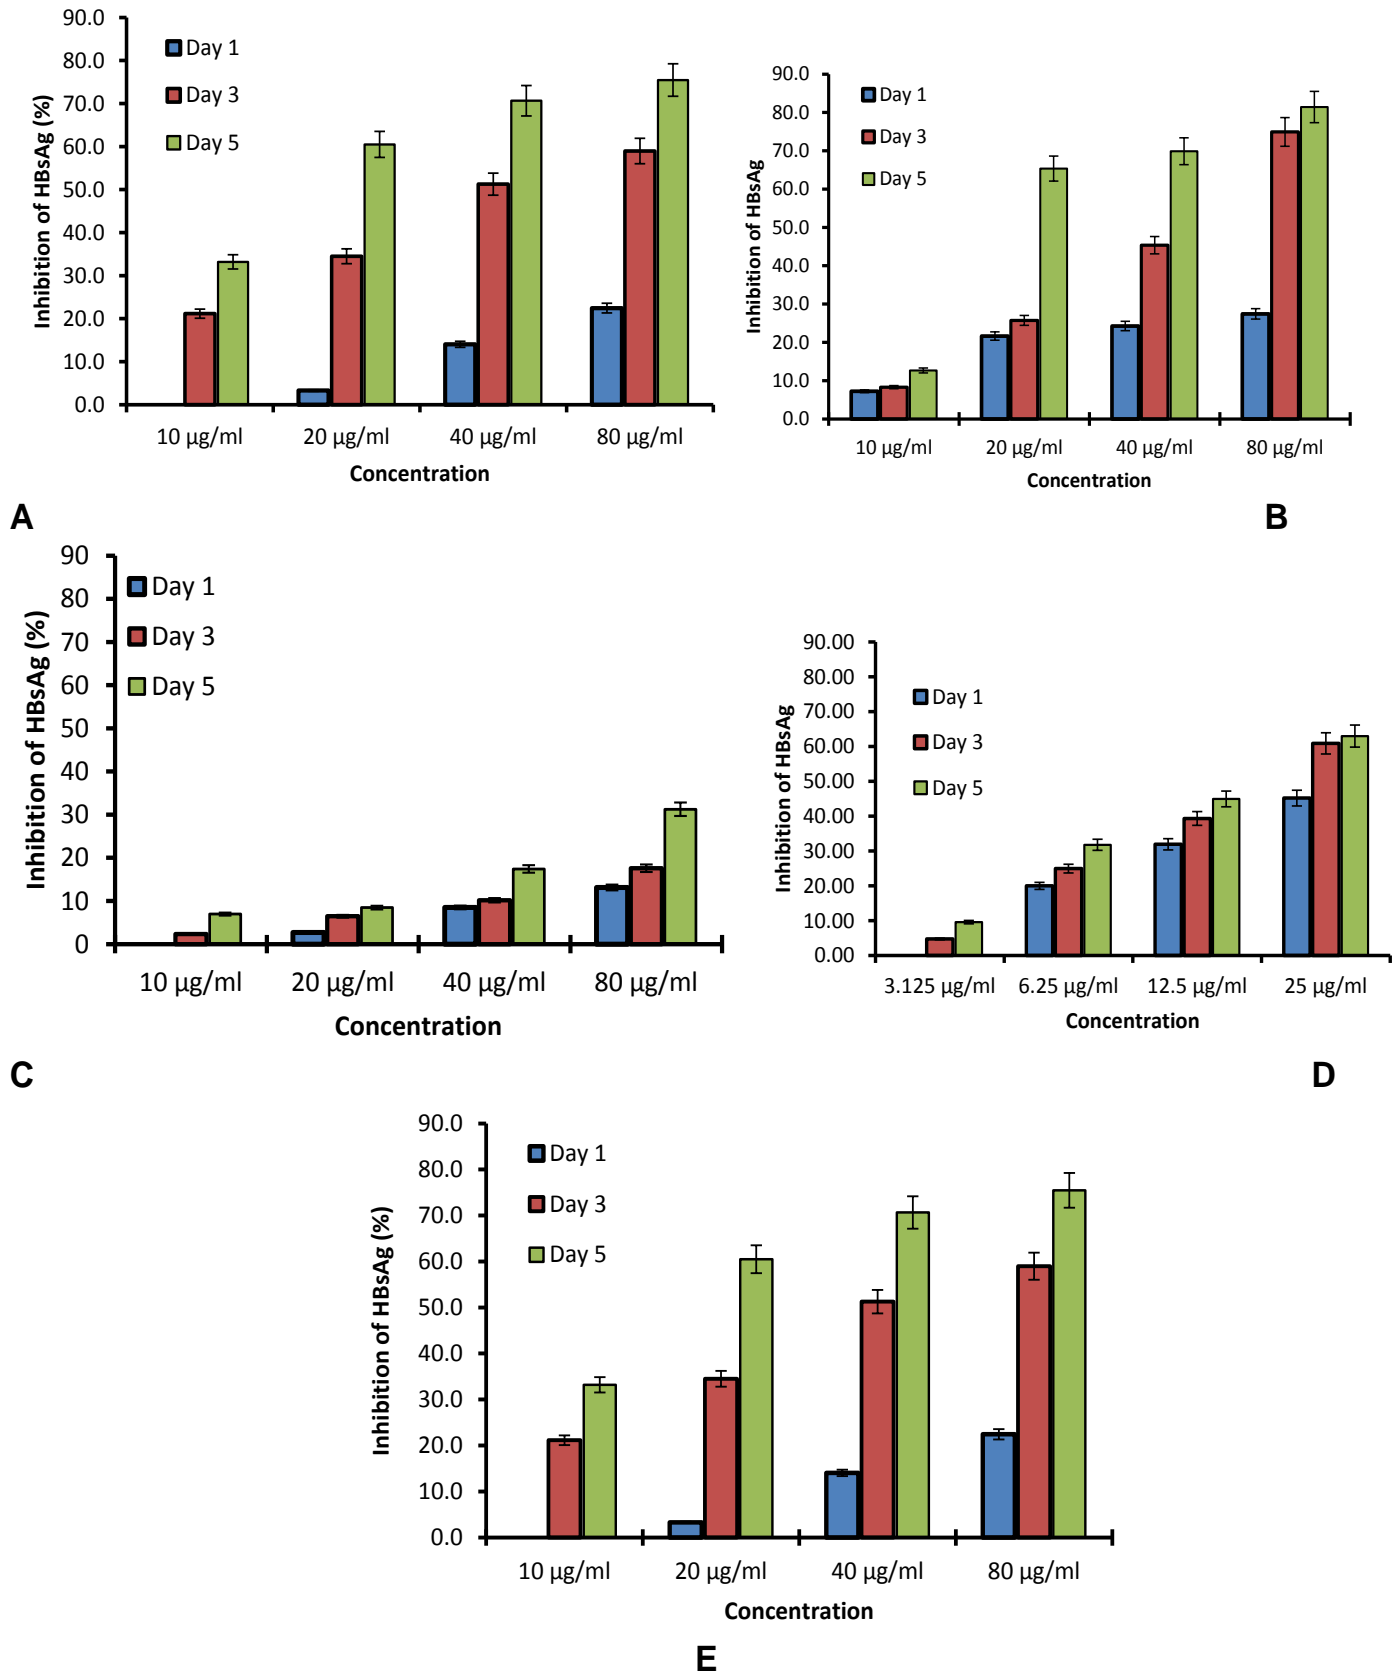 90.0
80.0
70.0
60.0
50.0
40.0
30.0
20.0
10.0
0.0
Inhibition of HBsAg (%)
Day 1
Day 3
Day 5
10 µg/ml 20 µg/ml 40 µg/ml 80 µg/ml
Concentration
A
90.0
80.0
70.0
60.0
50.0
40.0
30.0
20.0
10.0
0.0
Inhibition of HBsAg
Day 1
Day 3
Day 5
10 µg/ml 20 µg/ml 40 µg/ml 80 µg/ml
Concentration
B
90
80
70
60
50
40
30
20
10
0
Inhibition of HBsAg (%)
Day 1
Day 3
Day 5
10 µg/ml 20 µg/ml 40 µg/ml 80 µg/ml
Concentration
C
90.00
80.00
70.00
60.00
50.00
40.00
30.00
20.00
10.00
0.00
Inhibition of HBsAg
Day 1
Day 3
Day 5
3.125 µg/ml 6.25 µg/ml 12.5 µg/ml 25 µg/ml
Concentration
D
90.0
80.0
70.0
60.0
50.0
40.0
30.0
20.0
10.0
0.0
Inhibition of HBsAg (%)
Day 1
Day 3
Day 5
10 µg/ml 20 µg/ml 40 µg/ml 80 µg/ml
Concentration
E